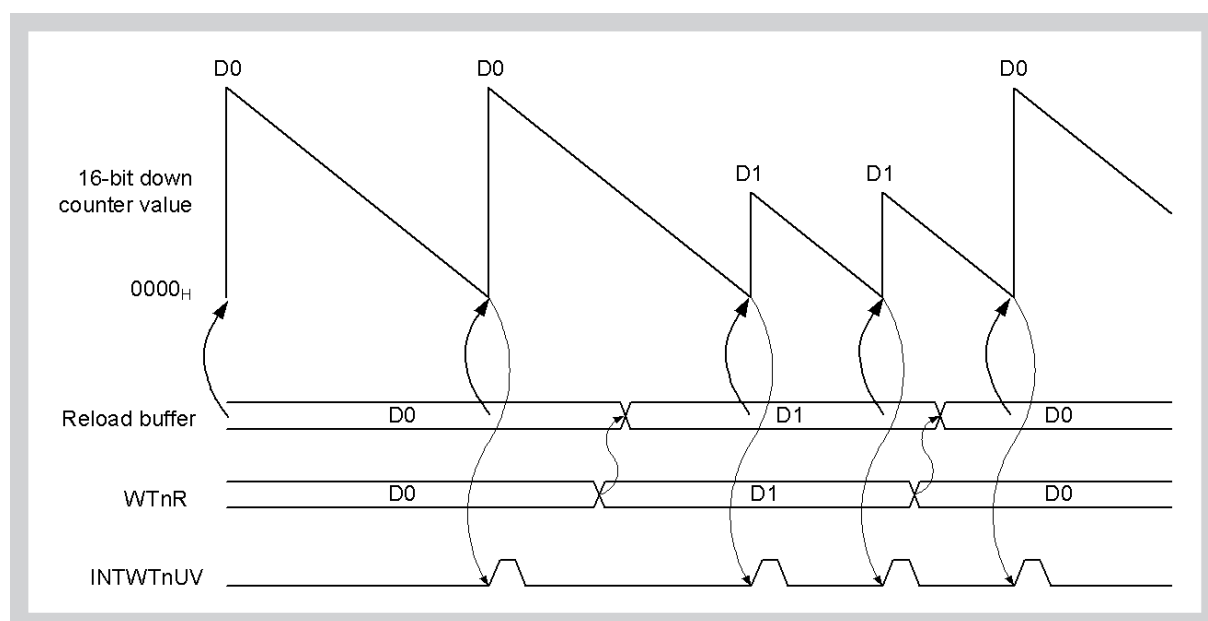 D0 D0 D0
D1 D1
16-bit down
counter value
0000H
Reload buffer D0 D1 D0
WTnR D0 D1 D0
INTWTnUV